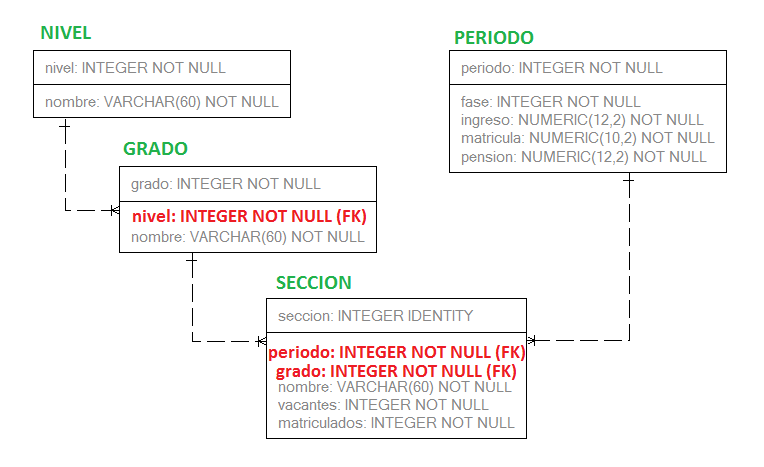 NIVEL
nivel: INTEGER NOT NULL
nombre: VARCHAR(60) NOT NULL
PERIODO
periodo: INTEGER NOT NULL
fase: INTEGER NOT NULL
ingreso: NUMERIC(12,2) NOT NULL
matricula: NUMERIC(10,2) NOT NULL
pension: NUMERIC(12,2) NOT NULL
GRADO
grado: INTEGER NOT NULL
nivel: INTEGER NOT NULL (FK)
nombre: VARCHAR(60) NOT NULL
SECCION
seccion: INTEGER IDENTITY
periodo: INTEGER NOT NULL (FK)
grado: INTEGER NOT NULL (FK)
nombre: VARCHAR(60) NOT NULL
vacantes: INTEGER NOT NULL
matriculados: INTEGER NOT NULL